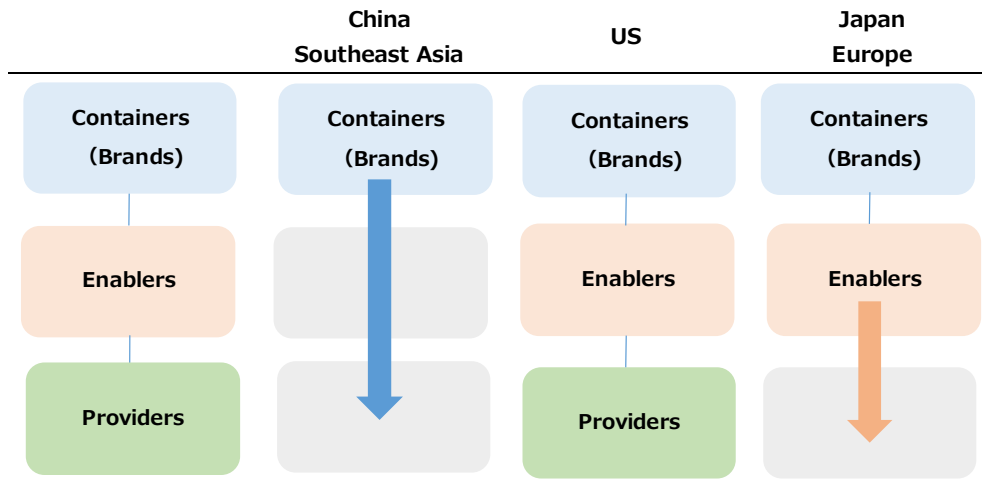 China
Southeast Asia
US
Japan
Europe
Containers
（Brands)
Enablers
Providers
Containers
（Brands)
Containers
（Brands)
Enablers
Providers
Containers
（Brands)
Enablers